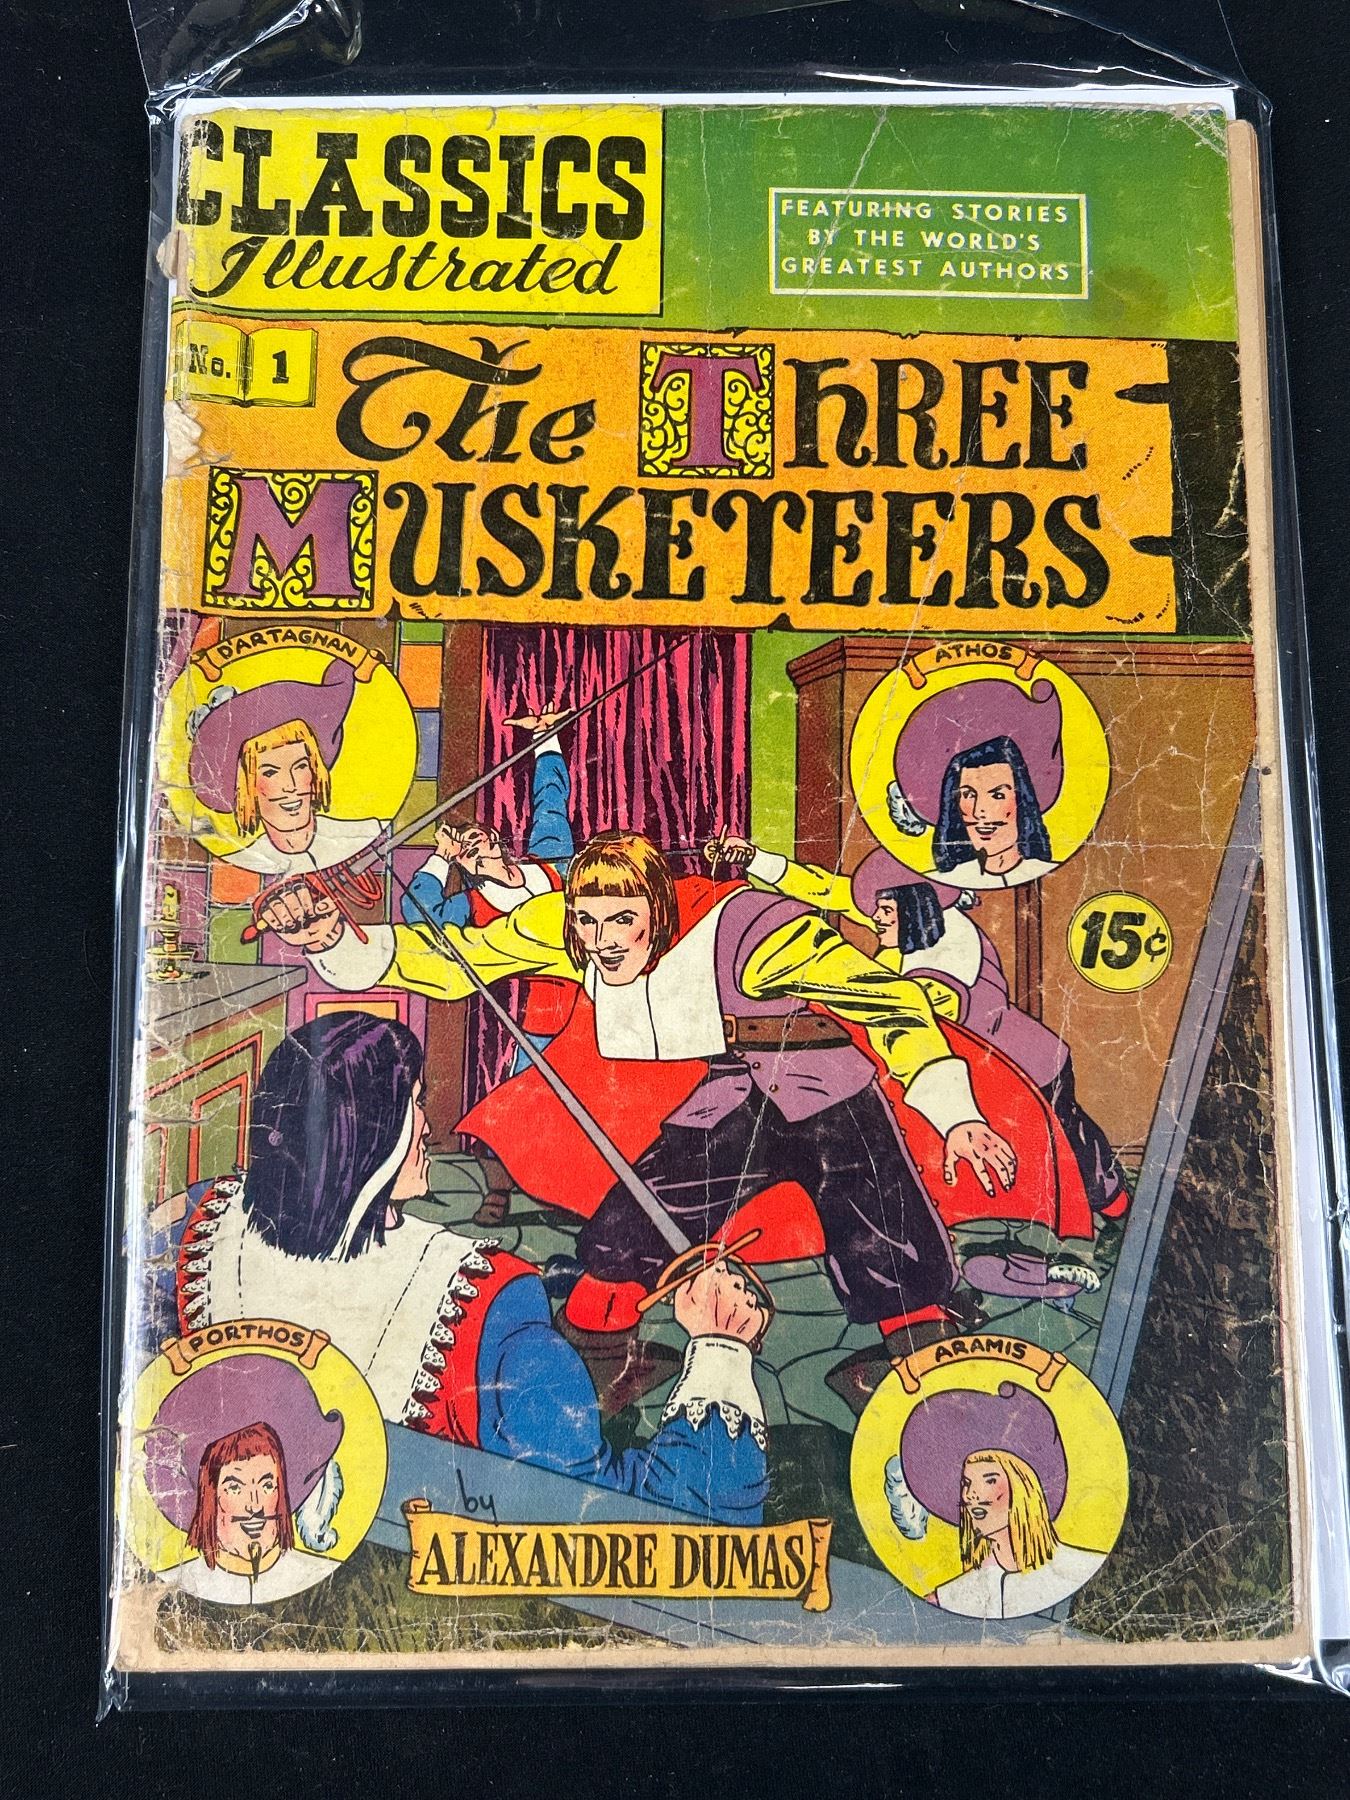 CLASSICS
Illustrated
FEATURING STORIES
BY THE WORLD'S
GREATEST AUTHORS
No. 1
The Three
Musketeers
D'ARTAGNAN
ATHOS
15¢
PORTHOS
ARAMIS
by
ALEXANDRE DUMAS